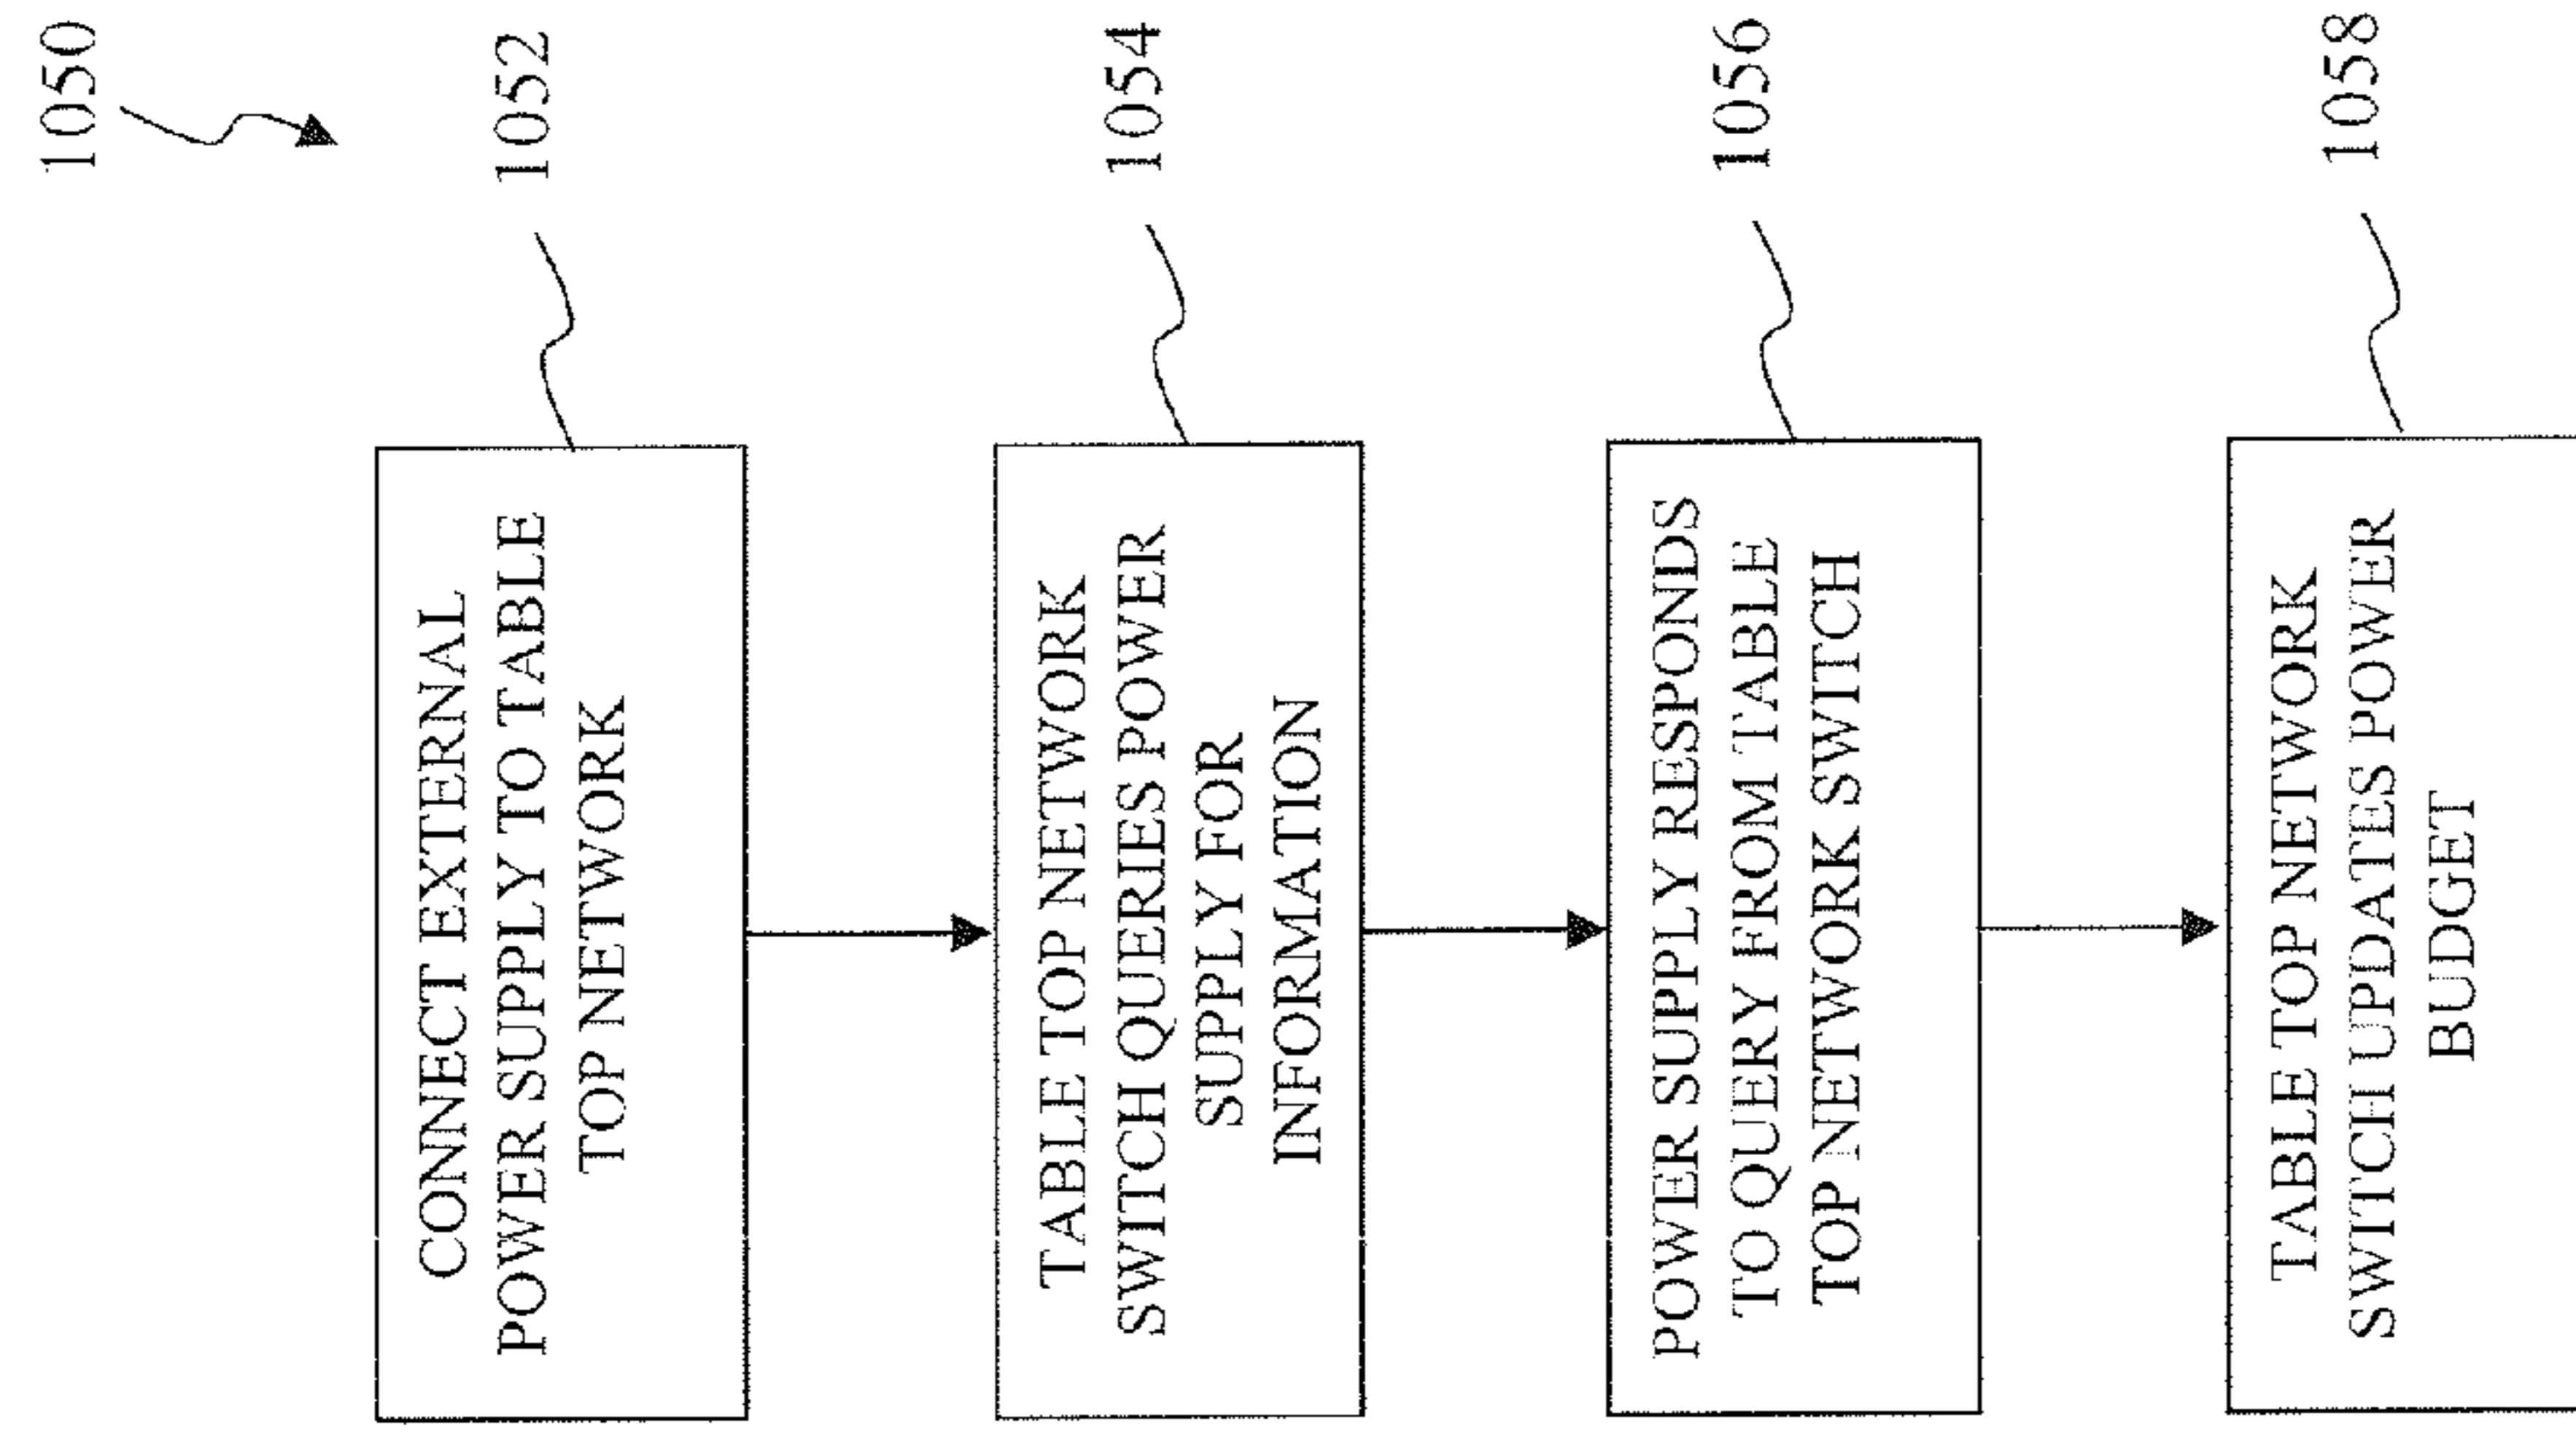 1050
CONNECT EXTERNAL
POWER SUPPLY TO TABLE
TOP NETWORK
1052
TABLE TOP NETWORK
SWITCH QUERIES POWER
SUPPLY FOR
INFORMATION
1054
POWER SUPPLY RESPONDS
TO QUERY FROM TABLE
TOP NETWORK SWITCH
1056
TABLE TOP NETWORK
SWITCH UPDATES POWER
BUDGET
1058